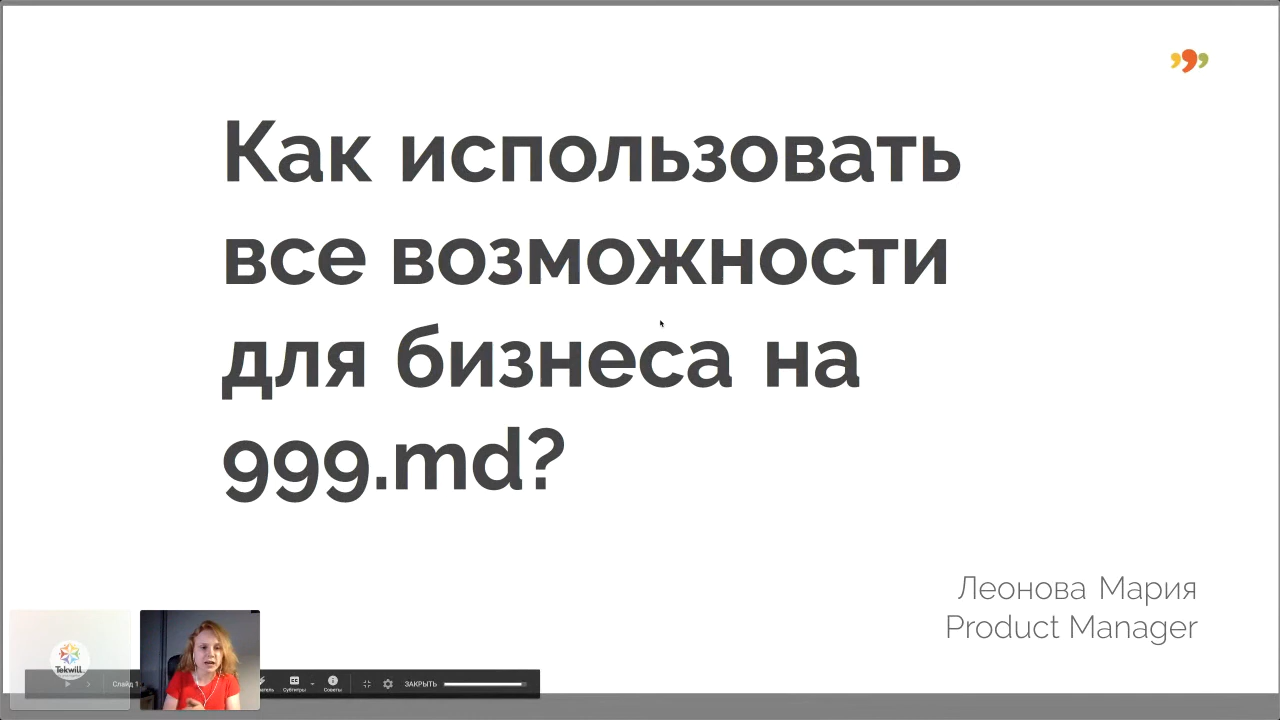 Как использовать
все возможности
для бизнеса на
999.md?
Леонова Мария
Product Manager
Tekwill
Слайд 1
Субтитры
Советы
ЗАКРЫТЬ